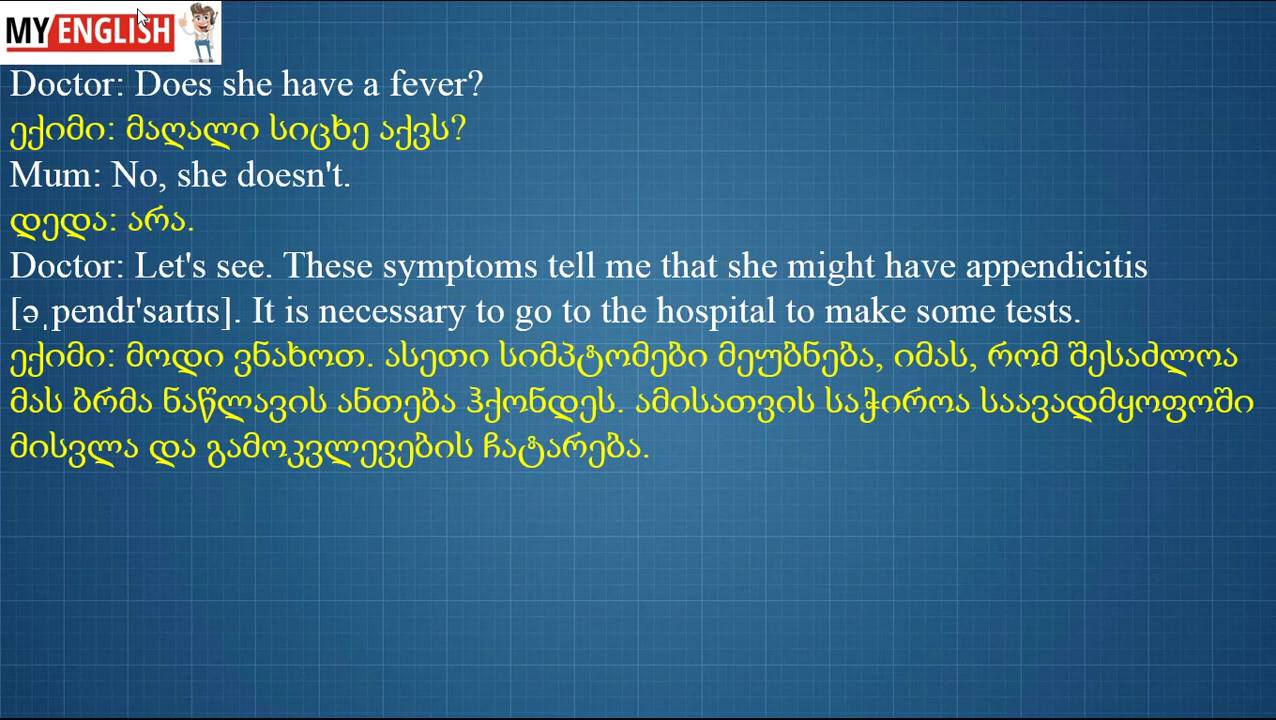 MY ENGLISH
Doctor: Does she have a fever?
ექიმი: მაღალი სიცხე აქვს?
Mum: No, she doesn't.
დედა: არა.
Doctor: Let's see. These symptoms tell me that she might have appendicitis
[əˌpendɪ'saɪtɪs]. It is necessary to go to the hospital to make some tests.
ექიმი: მოდი ვნახოთ. ასეთი სიმპტომები მეუბნება, იმას, რომ შესაძლოა
მას ბრმა ნაწლავის ანთება ჰქონდეს. ამისათვის საჭიროა საავადმყოფოში
მისვლა და გამოკვლევების ჩატარება.